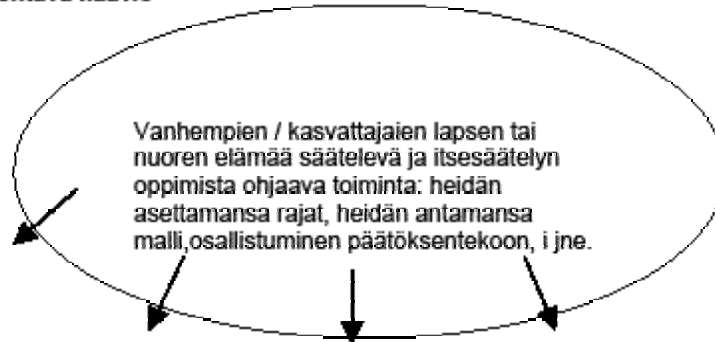 Vanhempien / kasvattajaien lapsen tai
nuoren elämää säätelevä ja itsesäätelyn
oppimista ohjaava toiminta: heidän
asettamansa rajat, heidän antamansa
malli,osallistuminen päätöksentekoon, i jne.